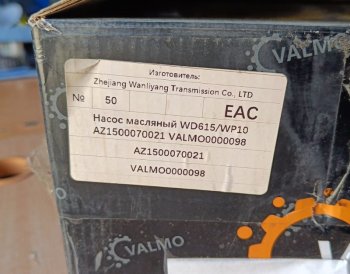 VALMO
Изготовитель:
Zhejiang Wanliyang Transmission Co., LTD
№ 50
EAC
Насос масляный WD615/WP10
AZ1500070021 VALMO0000098
AZ1500070021
VALMO0000098
VALMO